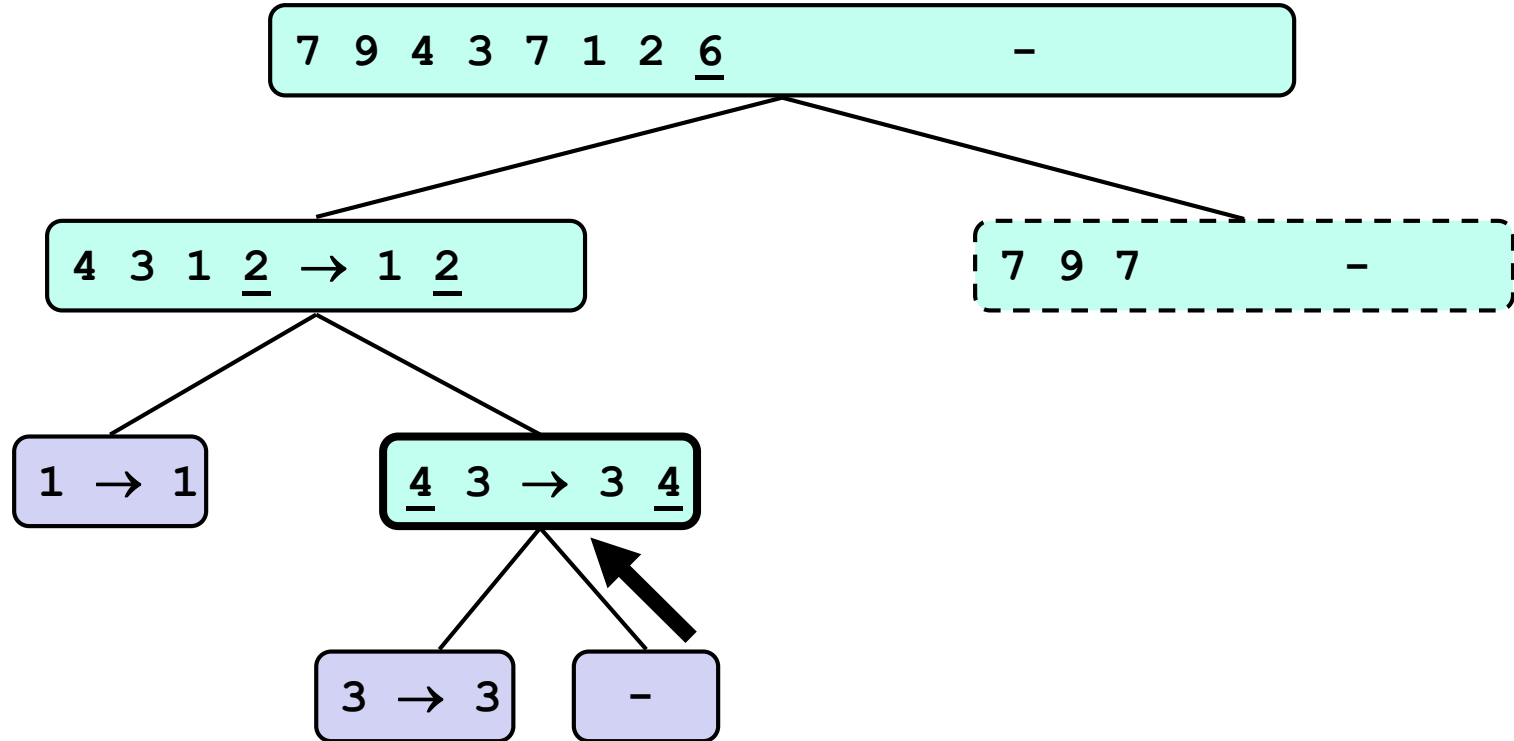 7 9 4 3 7 1 2 6 -
4 3 1 2 → 1 2
7 9 7 -
1 → 1
4 3 → 3 4
3 → 3
-